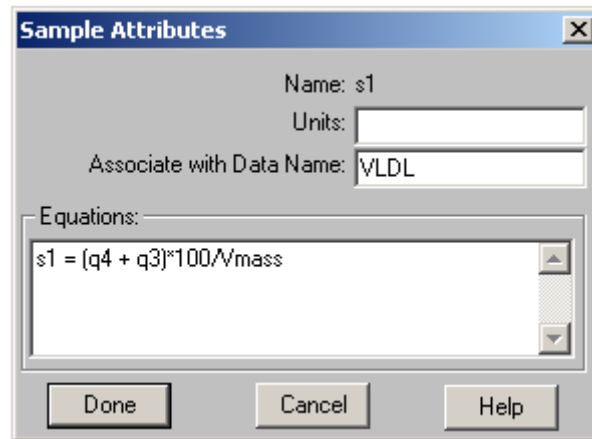 Sample Attributes
Name: s1
Units:
Associate with Data Name: VLDL
Equations:
s1 = (q4 + q3)*100/Vmass
Done Cancel Help